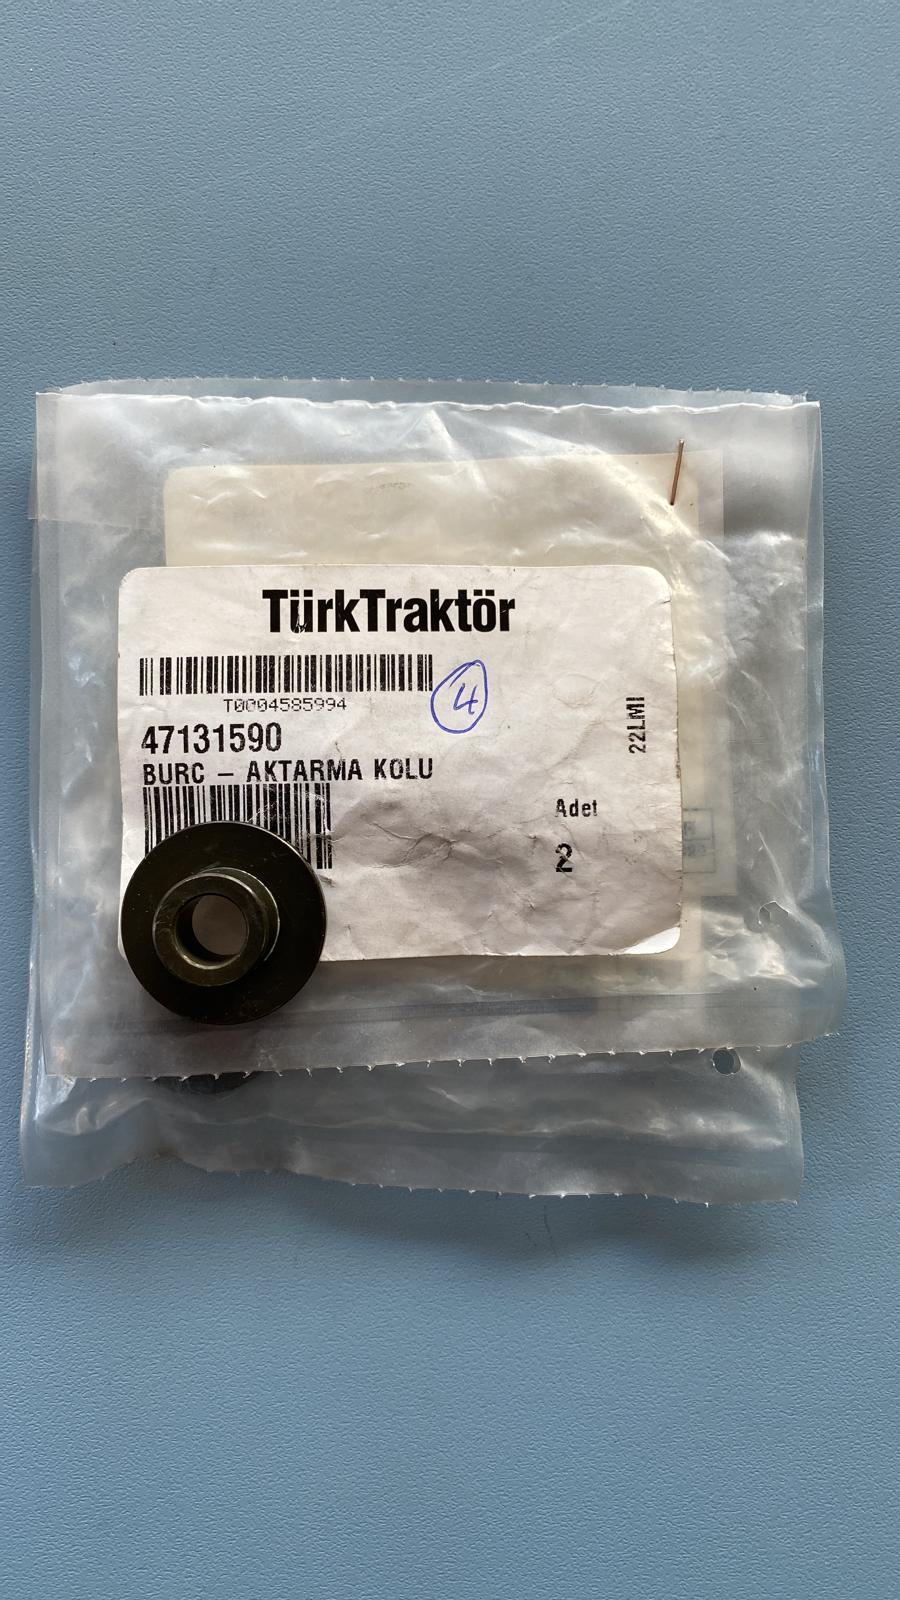 TürkTraktör
T0004585994
4
47131590
BURC – AKTARMA KOLU
22LMI
Adet
2